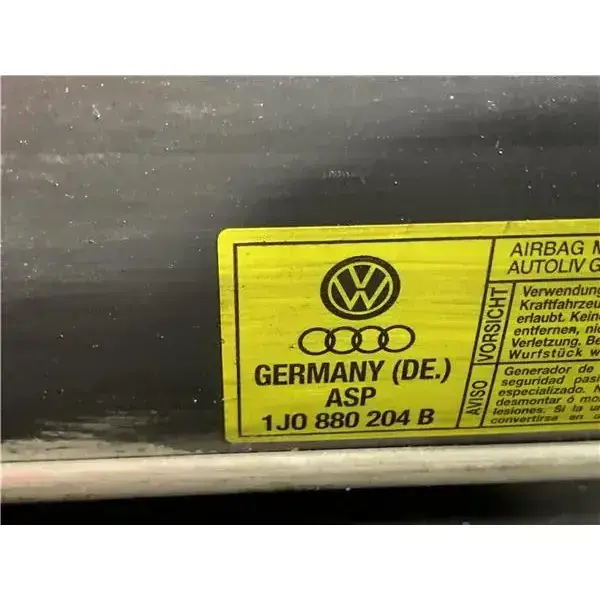 GERMANY (DE.)
ASP
1J0 880 204 B
AIRBAG
AUTOLIV
VORSICHT
Verwendung
Kraftfahrzeu
erlaubt. Kein
entfernen, nic
Verletzung. Be
Wurfstück w
AVISO
Generador de
seguridad pasi
especializado. N
desmontar ó mo
lesiones. Si la u
convertirse en